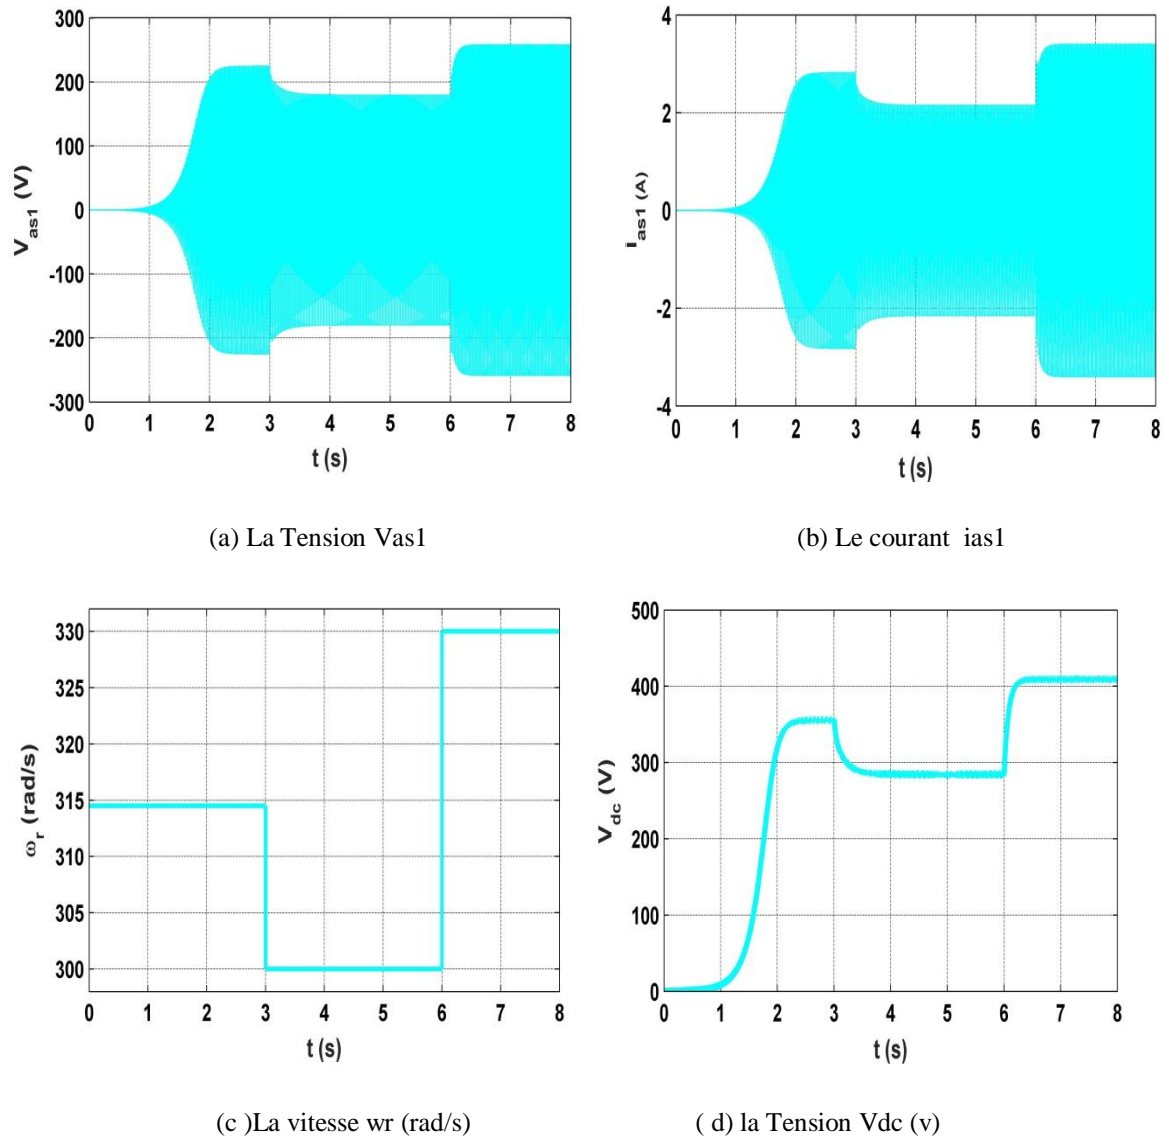 300
200
100
0
-100
-200
-300
V_as1 (V)
0 1 2 3 4 5 6 7 8
t (s)
4
2
0
-2
-4
i_as1 (A)
0 1 2 3 4 5 6 7 8
t (s)
(a) La Tension Vas1
(b) Le courant ias1
330
325
320
315
310
305
300
ω_r (rad/s)
0 1 2 3 4 5 6 7 8
t (s)
500
400
300
200
100
0
V_dc (V)
0 1 2 3 4 5 6 7 8
t (s)
(c )La vitesse wr (rad/s)
( d) la Tension Vdc (v)